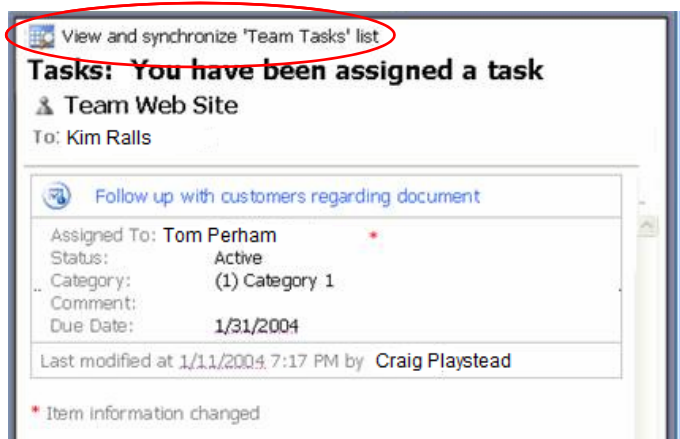 View and synchronize 'Team Tasks' list
Tasks: You have been assigned a task
Team Web Site
To: Kim Ralls
Follow up with customers regarding document
Assigned To: Tom Perham *
Status: Active
Category: (1) Category 1
Comment:
Due Date: 1/31/2004
Last modified at 1/11/2004 7:17 PM by Craig Playstead
* Item information changed